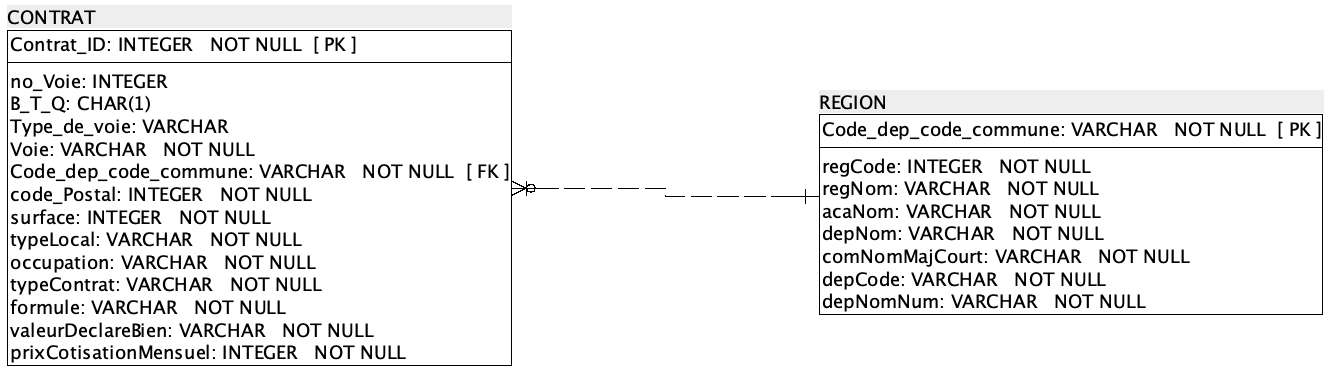 CONTRAT
Contrat_ID: INTEGER NOT NULL [ PK ]
no_Voie: INTEGER
B_T_Q: CHAR(1)
Type_de_voie: VARCHAR
Voie: VARCHAR NOT NULL
Code_dep_code_commune: VARCHAR NOT NULL [ FK ]
code_Postal: INTEGER NOT NULL
surface: INTEGER NOT NULL
typeLocal: VARCHAR NOT NULL
occupation: VARCHAR NOT NULL
typeContrat: VARCHAR NOT NULL
formule: VARCHAR NOT NULL
valeurDeclareBien: VARCHAR NOT NULL
prixCotisationMensuel: INTEGER NOT NULL
REGION
Code_dep_code_commune: VARCHAR NOT NULL [ PK ]
regCode: INTEGER NOT NULL
regNom: VARCHAR NOT NULL
acaNom: VARCHAR NOT NULL
depNom: VARCHAR NOT NULL
comNomMajCourt: VARCHAR NOT NULL
depCode: VARCHAR NOT NULL
depNomNum: VARCHAR NOT NULL